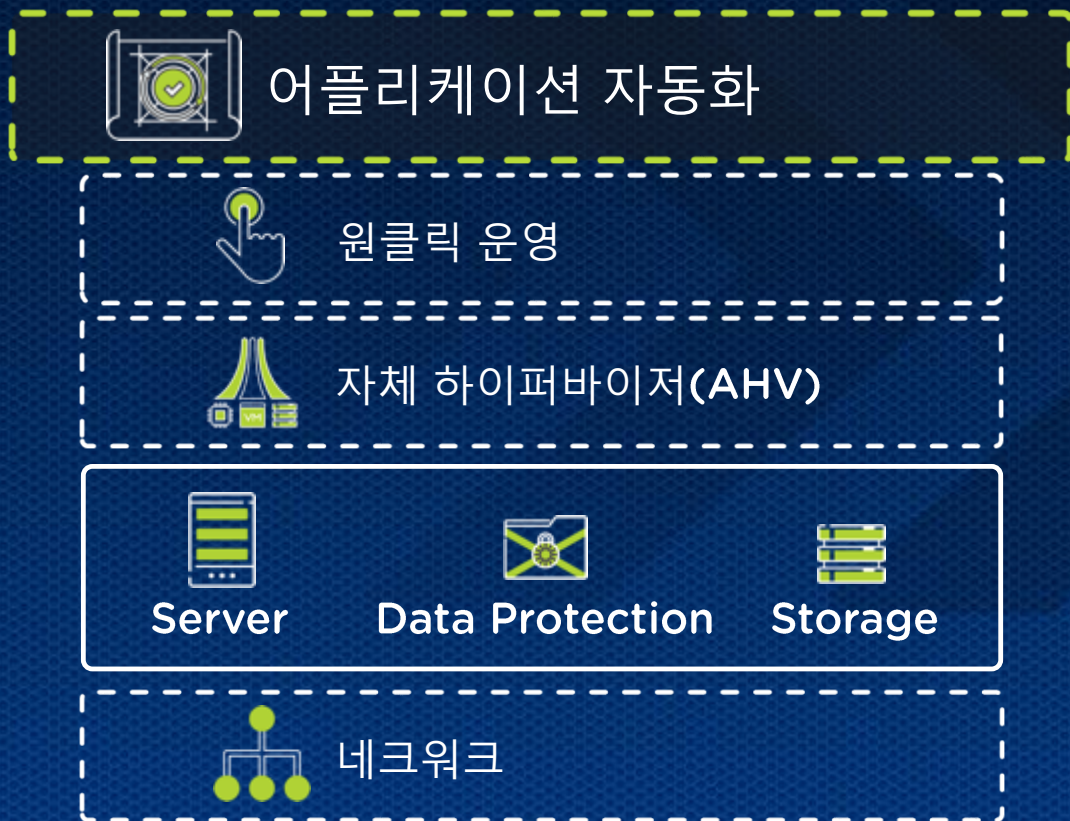 어플리케이션 자동화
원클릭 운영
자체 하이퍼바이저(AHV)
VM
Server Data Protection Storage
네크워크